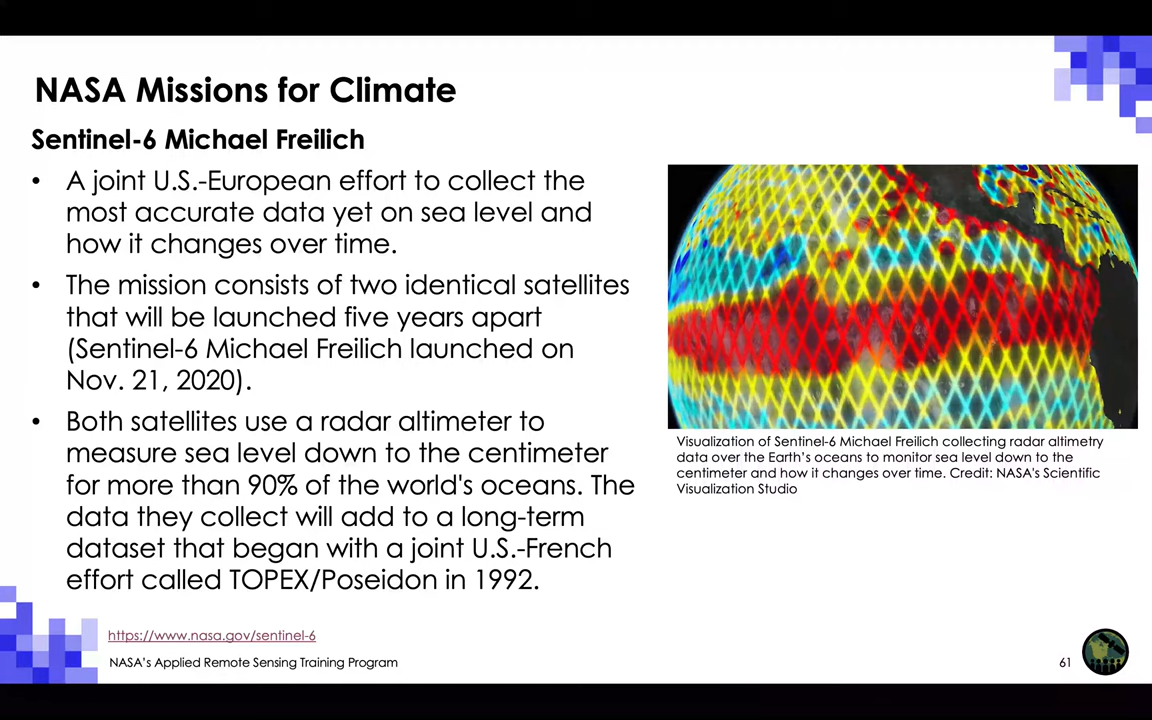 NASA Missions for Climate
Sentinel-6 Michael Freilich
• A joint U.S.-European effort to collect the
most accurate data yet on sea level and
how it changes over time.
• The mission consists of two identical satellites
that will be launched five years apart
(Sentinel-6 Michael Freilich launched on
Nov. 21, 2020).
• Both satellites use a radar altimeter to
measure sea level down to the centimeter
for more than 90% of the world's oceans. The
data they collect will add to a long-term
dataset that began with a joint U.S.-French
effort called TOPEX/Poseidon in 1992.
Visualization of Sentinel-6 Michael Freilich collecting radar altimetry
data over the Earth’s oceans to monitor sea level down to the
centimeter and how it changes over time. Credit: NASA's Scientific
Visualization Studio
https://www.nasa.gov/sentinel-6
NASA’s Applied Remote Sensing Training Program
61